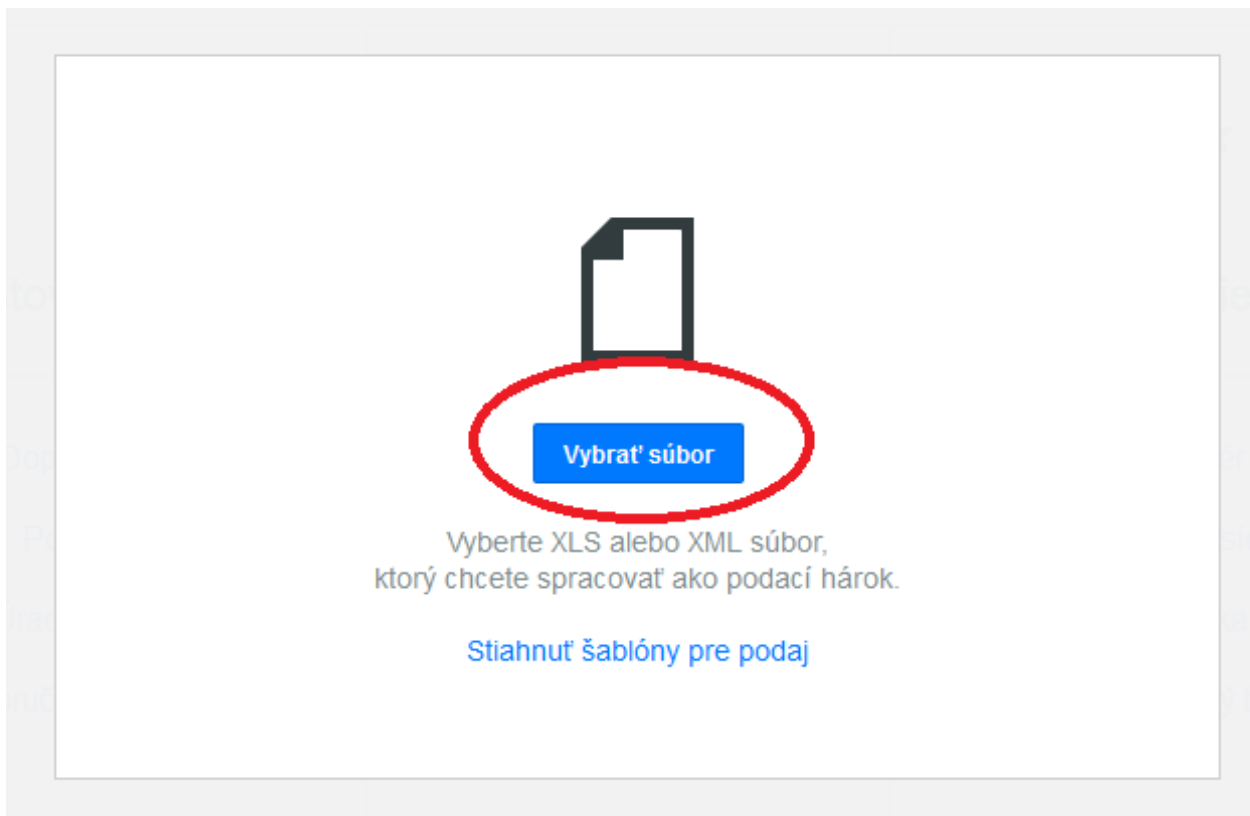 Vybrať súbor
Vyberte XLS alebo XML súbor,
ktorý chcete spracovať ako podací hárok.
Stiahnuť šablóny pre podaj